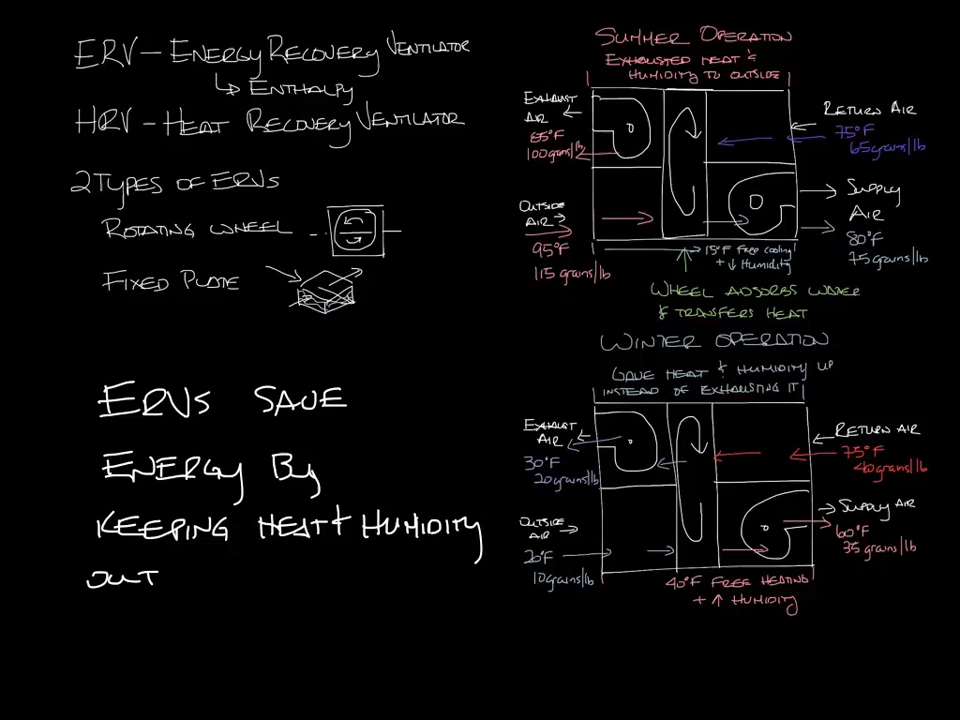 ERV - ENERGY RECOVERY VENTILATOR
↳ ENTHALPY
HRV - HEAT RECOVERY VENTILATOR
2 TYPES OF ERVS
ROTATING WHEEL
FIXED PLATE
ERVS SAVE
ENERGY BY
KEEPING HEAT & HUMIDITY
OUT
SUMMER OPERATION
EXHAUSTED HEAT &
HUMIDITY TO OUTSIDE
EXHAUST
AIR
85°F
100 grains/lb
RETURN AIR
75°F
65 grains/lb
OUTSIDE
AIR
95°F
115 grains/lb
SUPPLY
AIR
80°F
75 grains/lb
15°F Free cooling
+ ↓ Humidity
WHEEL ADSORBS WATER
& TRANSFERS HEAT
WINTER OPERATION
GAVE HEAT & HUMIDITY UP
INSTEAD OF EXHAUSTING IT
EXHAUST
AIR
30°F
20 grains/lb
RETURN AIR
75°F
40 grains/lb
OUTSIDE
AIR
20°F
10 grains/lb
SUPPLY AIR
60°F
35 grains/lb
40°F FREE HEATING
+ ↑ HUMIDITY